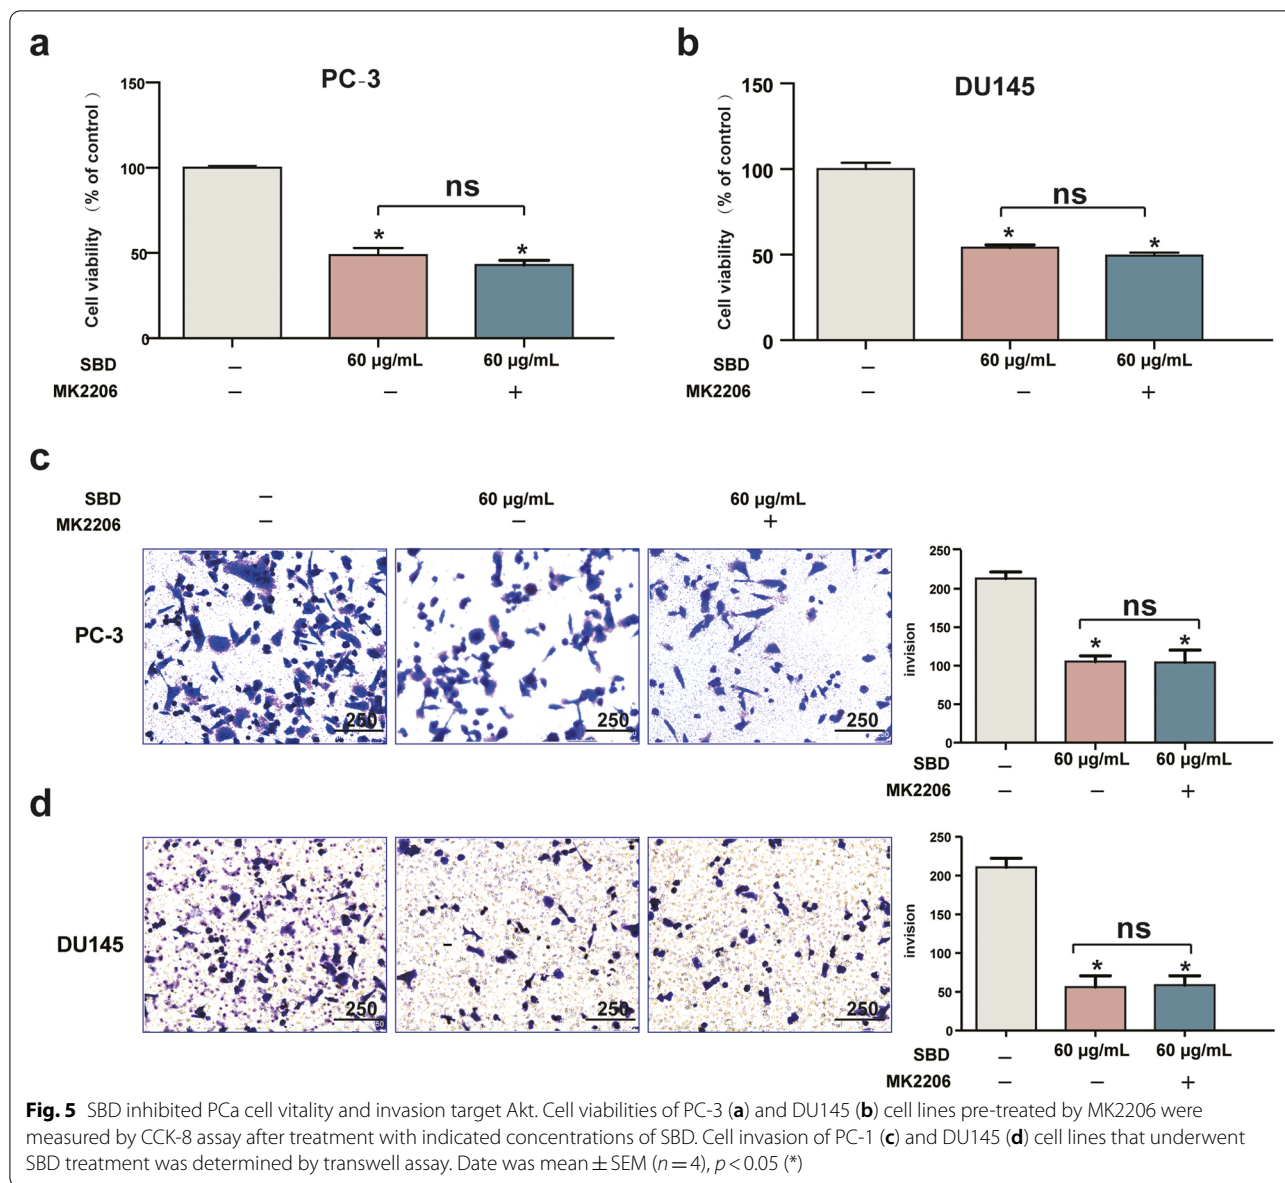 a
PC-3
Cell viability (% of control)
150
100
50
0
ns
*
*
SBD – 60 µg/mL 60 µg/mL
MK2206 – – +
b
DU145
Cell viability (% of control)
150
100
50
0
ns
*
*
SBD – 60 µg/mL 60 µg/mL
MK2206 – – +
c
SBD – 60 µg/mL 60 µg/mL
MK2206 – – +
PC-3
250
250
250
invision
250
200
150
100
50
0
ns
*
*
SBD – 60 µg/mL 60 µg/mL
MK2206 – – +
d
DU145
250
250
250
invision
250
200
150
100
50
0
ns
*
*
SBD – 60 µg/mL 60 µg/mL
MK2206 – – +
Fig. 5 SBD inhibited PCa cell vitality and invasion target Akt. Cell viabilities of PC-3 (a) and DU145 (b) cell lines pre-treated by MK2206 were
measured by CCK-8 assay after treatment with indicated concentrations of SBD. Cell invasion of PC-1 (c) and DU145 (d) cell lines that underwent
SBD treatment was determined by transwell assay. Date was mean ± SEM (n = 4), p < 0.05 (*)